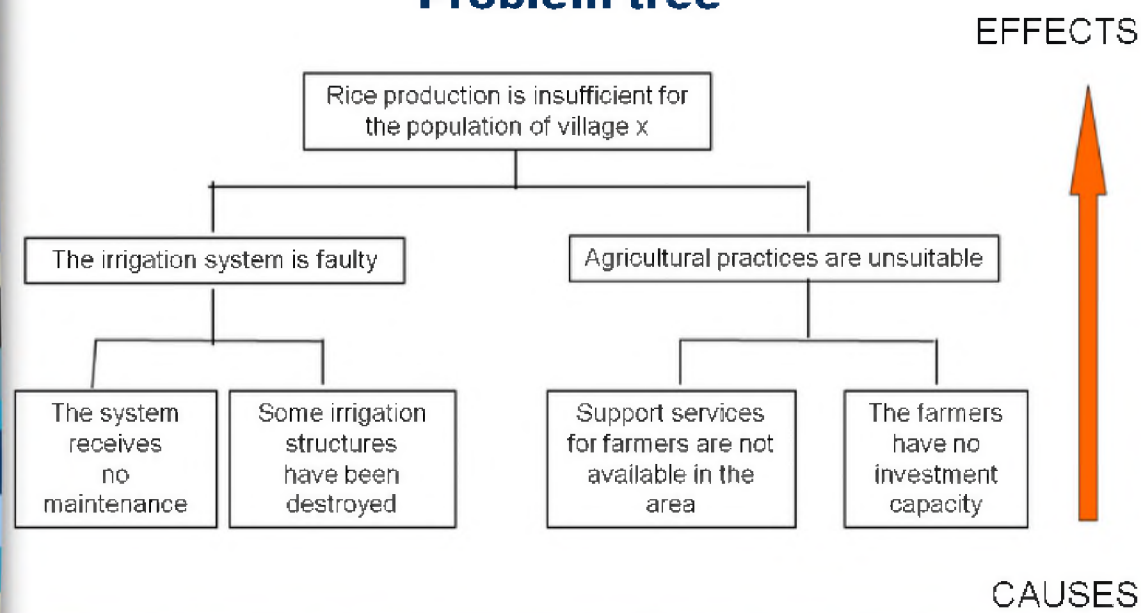 Problem tree
EFFECTS
Rice production is insufficient for
the population of village x
The irrigation system is faulty
Agricultural practices are unsuitable
The system
receives
no
maintenance
Some irrigation
structures
have been
destroyed
Support services
for farmers are not
available in the
area
The farmers
have no
investment
capacity
CAUSES